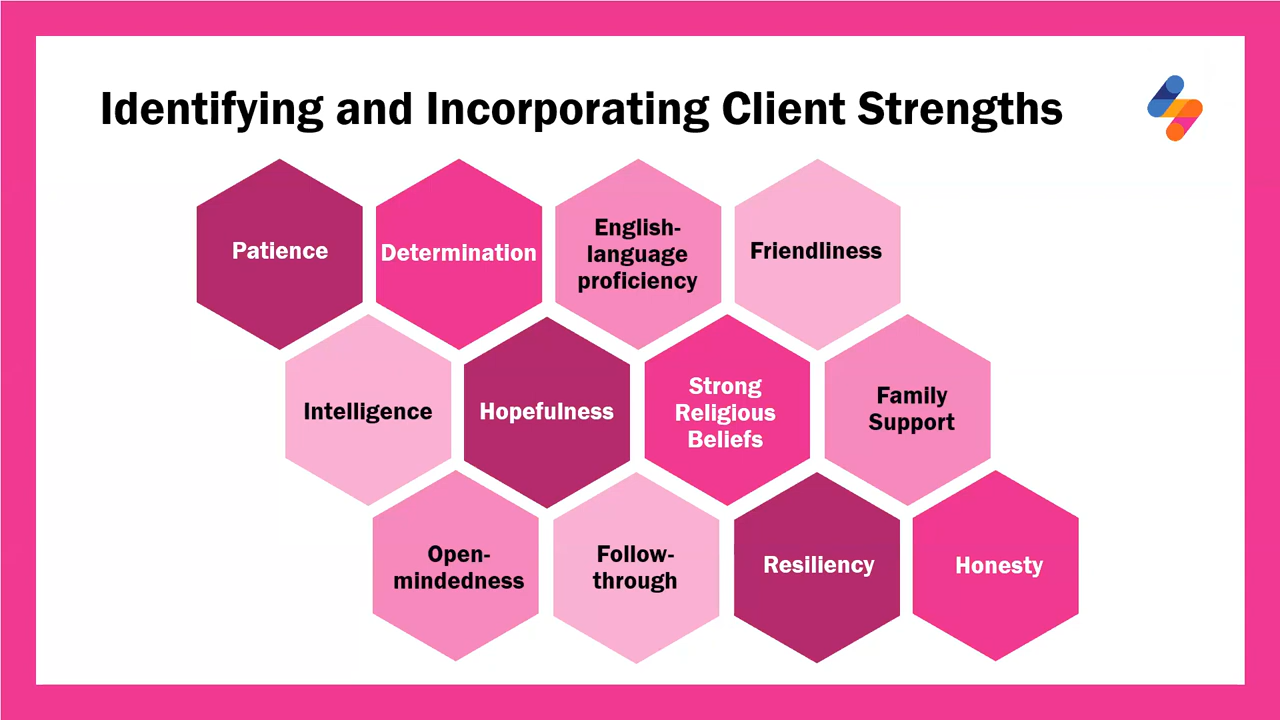 Identifying and Incorporating Client Strengths
Patience
Determination
English-
language
proficiency
Friendliness
Intelligence
Hopefulness
Strong
Religious
Beliefs
Family
Support
Open-
mindedness
Follow-
through
Resiliency
Honesty